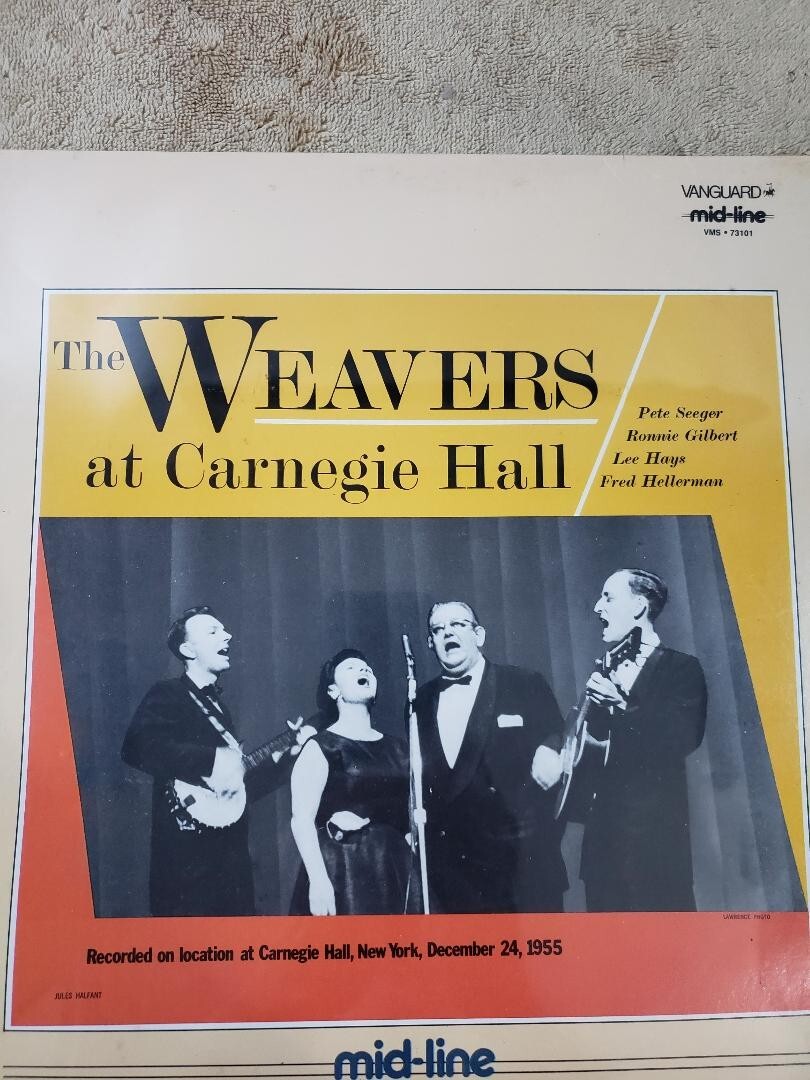 VANGUARD
mid-line
VMS • 73101
The WEAVERS
at Carnegie Hall
Pete Seeger
Ronnie Gilbert
Lee Hays
Fred Hellerman
LAWRENCE PHOTO
Recorded on location at Carnegie Hall, New York, December 24, 1955
JULES HALFANT
mid-line